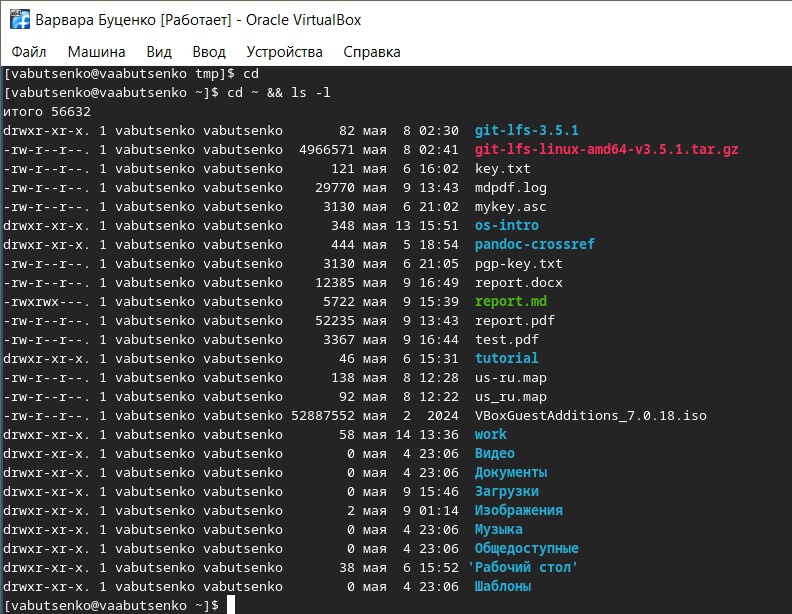 Варвара Буценко [Работает] - Oracle VirtualBox
Файл Машина Вид Ввод Устройства Справка
[vabutsenko@vaabutsenko tmp]$ cd
[vabutsenko@vaabutsenko ~]$ cd ~ && ls -l
итого 56632
drwxr-xr-x. 1 vabutsenko vabutsenko       82 мая  8 02:30  git-lfs-3.5.1
-rw-r--r--. 1 vabutsenko vabutsenko  4966571 мая  8 02:41  git-lfs-linux-amd64-v3.5.1.tar.gz
-rw-r--r--. 1 vabutsenko vabutsenko      121 мая  6 16:02  key.txt
-rw-r--r--. 1 vabutsenko vabutsenko    29770 мая  9 13:43  mdpdf.log
-rw-r--r--. 1 vabutsenko vabutsenko     3130 мая  6 21:02  mykey.asc
drwxr-xr-x. 1 vabutsenko vabutsenko      348 мая 13 15:51  os-intro
drwxr-xr-x. 1 vabutsenko vabutsenko      444 мая  5 18:54  pandoc-crossref
-rw-r--r--. 1 vabutsenko vabutsenko     3130 мая  6 21:05  pgp-key.txt
-rw-r--r--. 1 vabutsenko vabutsenko    12385 мая  9 16:49  report.docx
-rwxrwx---. 1 vabutsenko vabutsenko     5722 мая  9 15:39  report.md
-rw-r--r--. 1 vabutsenko vabutsenko    52235 мая  9 13:43  report.pdf
-rw-r--r--. 1 vabutsenko vabutsenko     3367 мая  9 16:44  test.pdf
drwxr-xr-x. 1 vabutsenko vabutsenko       46 мая  6 15:31  tutorial
-rw-r--r--. 1 vabutsenko vabutsenko      138 мая  8 12:28  us-ru.map
-rw-r--r--. 1 vabutsenko vabutsenko       92 мая  8 12:22  us_ru.map
-rw-r--r--. 1 vabutsenko vabutsenko 52887552 мая  2  2024  VBoxGuestAdditions_7.0.18.iso
drwxr-xr-x. 1 vabutsenko vabutsenko       58 мая 14 13:36  work
drwxr-xr-x. 1 vabutsenko vabutsenko        0 мая  4 23:06  Видео
drwxr-xr-x. 1 vabutsenko vabutsenko        0 мая  4 23:06  Документы
drwxr-xr-x. 1 vabutsenko vabutsenko        0 мая  9 15:46  Загрузки
drwxr-xr-x. 1 vabutsenko vabutsenko        2 мая  9 01:14  Изображения
drwxr-xr-x. 1 vabutsenko vabutsenko        0 мая  4 23:06  Музыка
drwxr-xr-x. 1 vabutsenko vabutsenko        0 мая  4 23:06  Общедоступные
drwxr-xr-x. 1 vabutsenko vabutsenko       38 мая  6 15:52 'Рабочий стол'
drwxr-xr-x. 1 vabutsenko vabutsenko        0 мая  4 23:06  Шаблоны
[vabutsenko@vaabutsenko ~]$